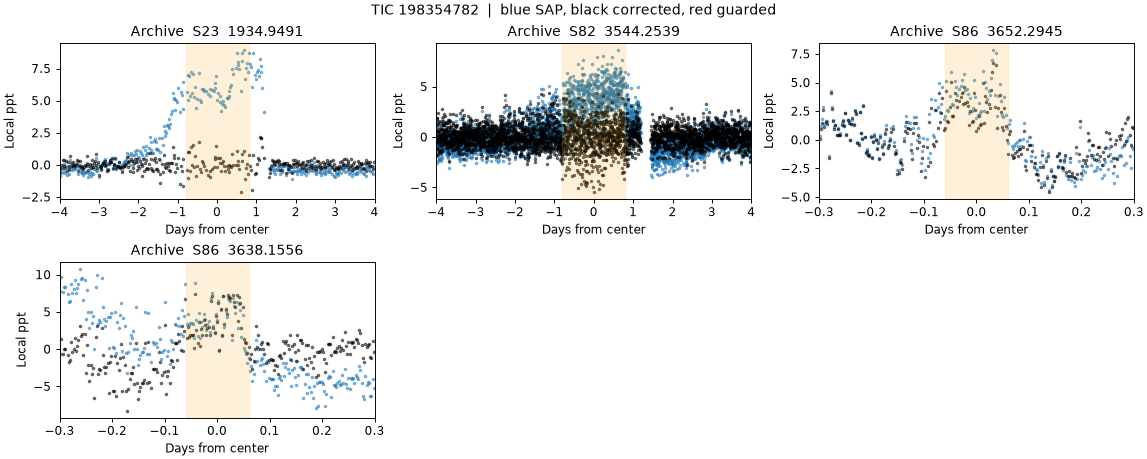 TIC 198354782 | blue SAP, black corrected, red guarded
Archive S23 1934.9491
Local ppt
7.5
5.0
2.5
0.0
−2.5
−4 −3 −2 −1 0 1 2 3 4
Days from center
Archive S82 3544.2539
Local ppt
5
0
−5
−4 −3 −2 −1 0 1 2 3 4
Days from center
Archive S86 3652.2945
Local ppt
7.5
5.0
2.5
0.0
−2.5
−5.0
−0.3 −0.2 −0.1 0.0 0.1 0.2 0.3
Days from center
Archive S86 3638.1556
Local ppt
10
5
0
−5
−0.3 −0.2 −0.1 0.0 0.1 0.2 0.3
Days from center